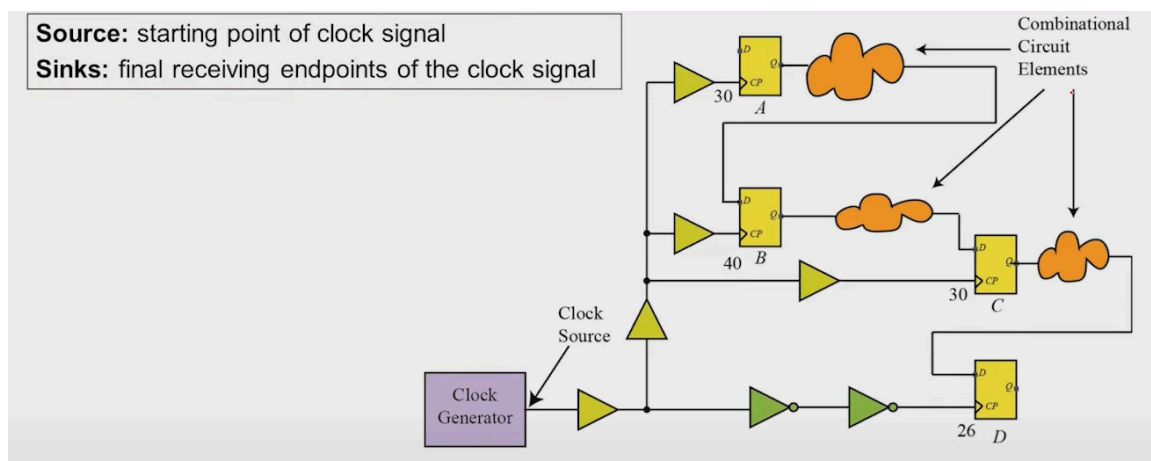 Source: starting point of clock signal
Sinks: final receiving endpoints of the clock signal
Combinational
Circuit
Elements
D
Q
CP
30
A
D
Q
CP
40
B
D
Q
CP
30
C
Clock
Source
Clock
Generator
D
Q
CP
26
D